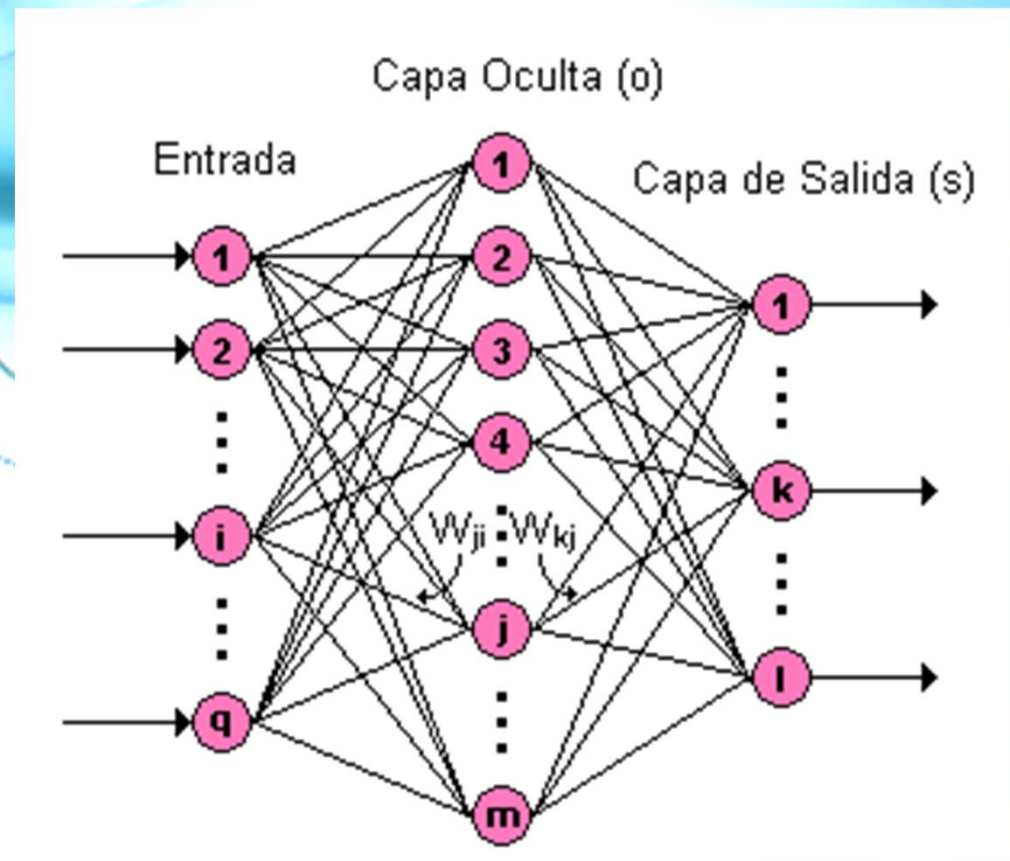 Capa Oculta (o)
Entrada
Capa de Salida (s)
1
2
i
q
1
2
3
4
Wji
Wkj
j
m
1
k
l